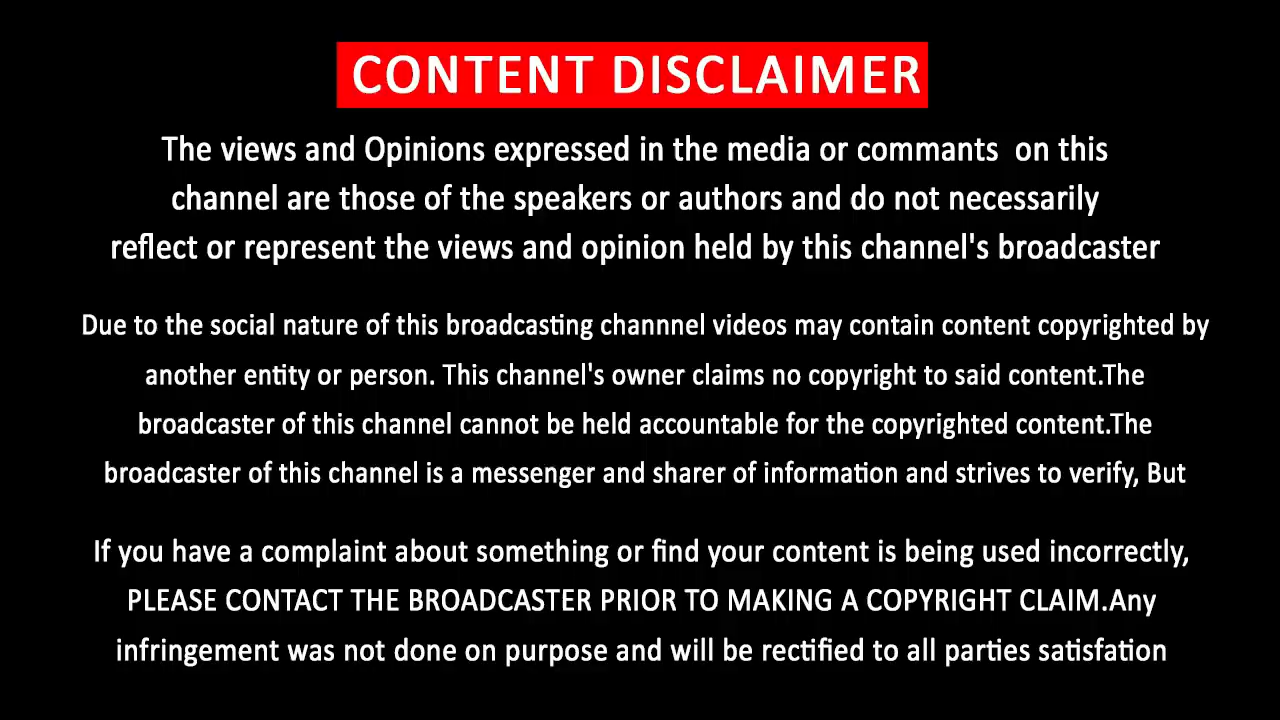 CONTENT DISCLAIMER
The views and Opinions expressed in the media or commants on this
channel are those of the speakers or authors and do not necessarily
reflect or represent the views and opinion held by this channel's broadcaster
Due to the social nature of this broadcasting channnel videos may contain content copyrighted by
another entity or person. This channel's owner claims no copyright to said content.The
broadcaster of this channel cannot be held accountable for the copyrighted content.The
broadcaster of this channel is a messenger and sharer of information and strives to verify, But
If you have a complaint about something or find your content is being used incorrectly,
PLEASE CONTACT THE BROADCASTER PRIOR TO MAKING A COPYRIGHT CLAIM.Any
infringement was not done on purpose and will be rectified to all parties satisfation